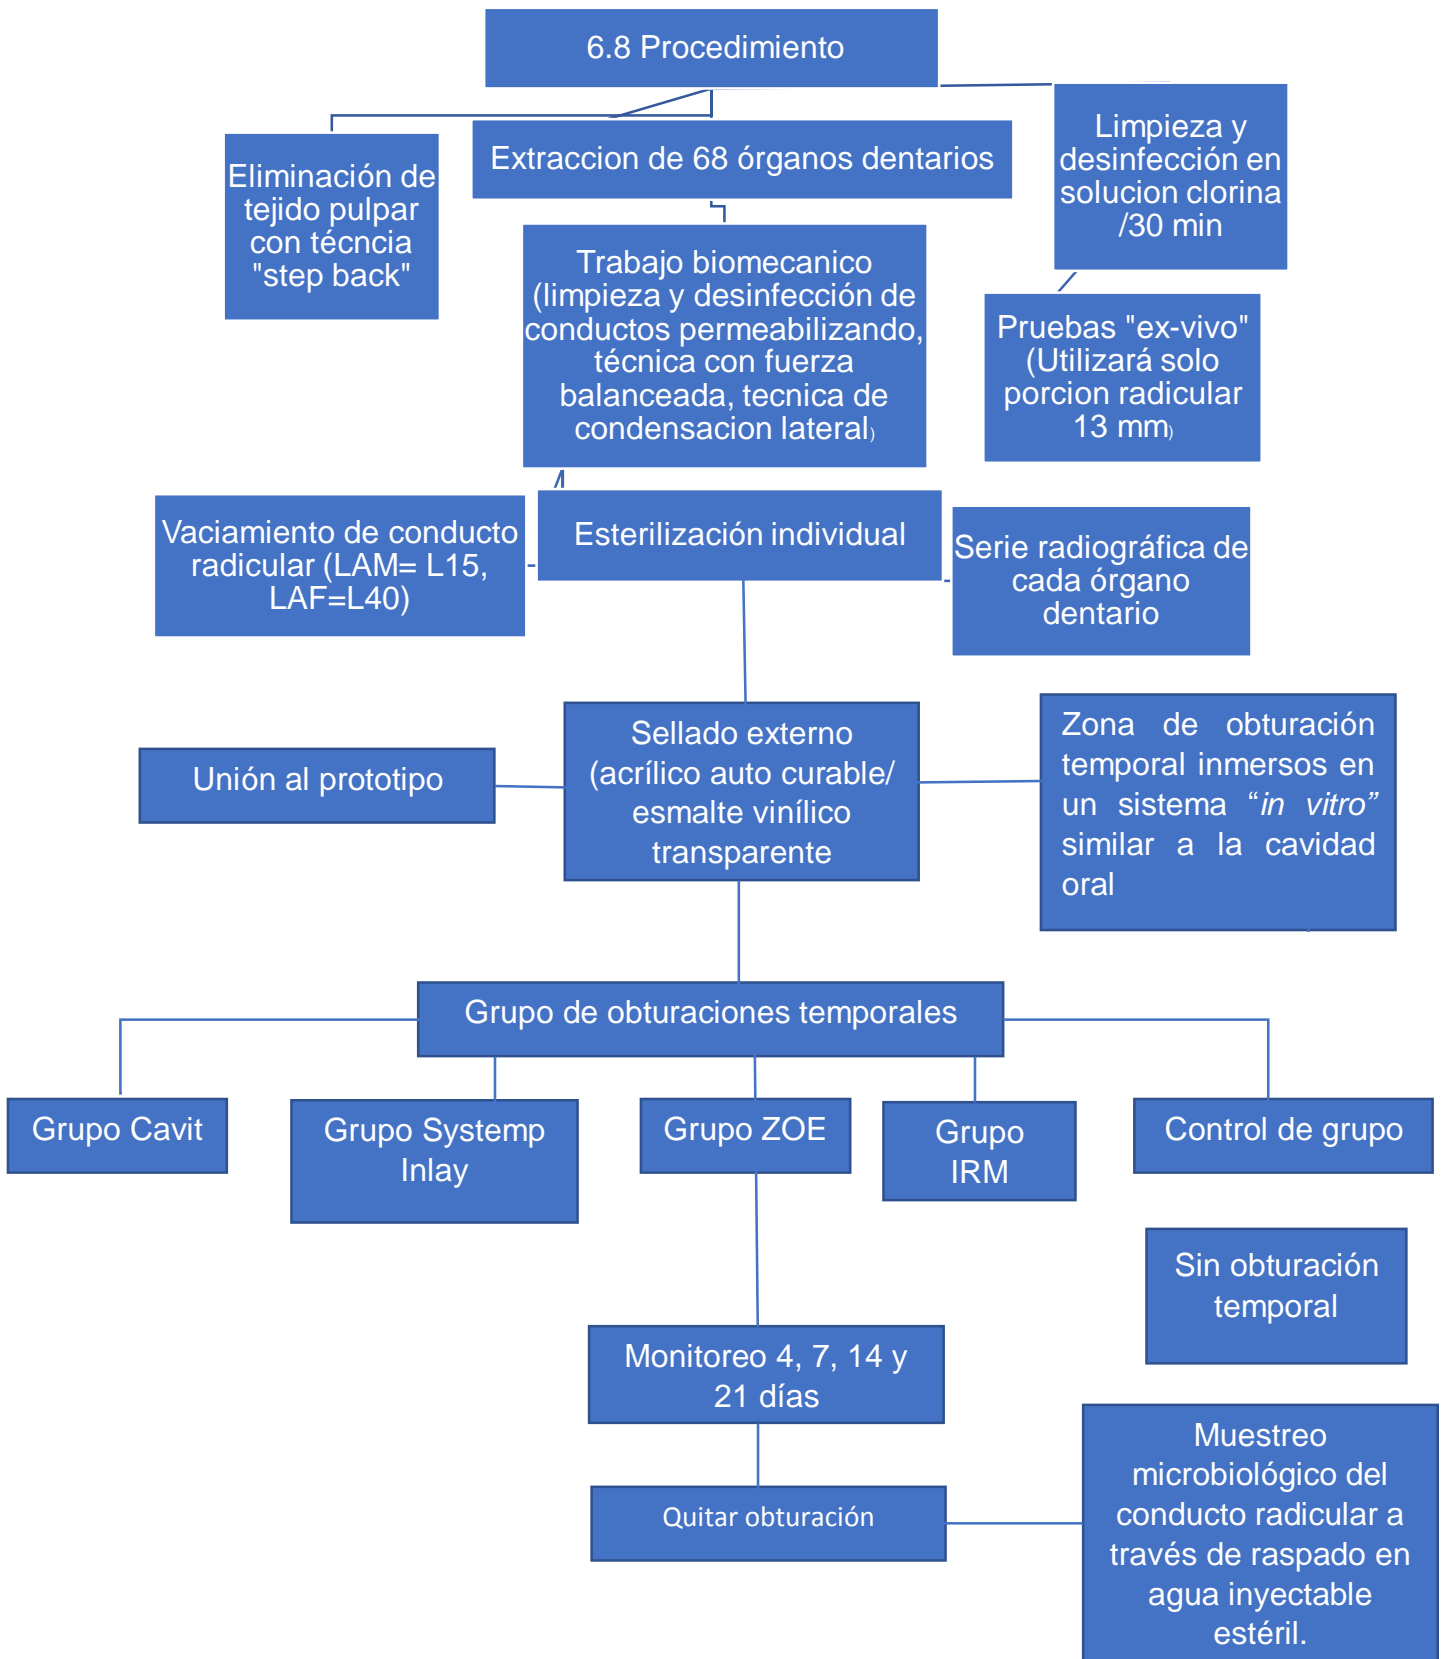 6.8 Procedimiento
Eliminación de
tejido pulpar
con técncia
"step back"
Extraccion de 68 órganos dentarios
Limpieza y
desinfección en
solucion clorina
/30 min
Trabajo biomecanico
(limpieza y desinfección de
conductos permeabilizando,
técnica con fuerza
balanceada, tecnica de
condensacion lateral)
Pruebas "ex-vivo"
(Utilizará solo
porcion radicular
13 mm)
Vaciamiento de conducto
radicular (LAM= L15,
LAF=L40)
Esterilización individual
Serie radiográfica de
cada órgano
dentario
Unión al prototipo
Sellado externo
(acrílico auto curable/
esmalte vinílico
transparente
Zona de obturación
temporal inmersos en
un sistema “in vitro”
similar a la cavidad
oral
Grupo de obturaciones temporales
Grupo Cavit
Grupo Systemp
Inlay
Grupo ZOE
Grupo
IRM
Control de grupo
Sin obturación
temporal
Monitoreo 4, 7, 14 y
21 días
Quitar obturación
Muestreo
microbiológico del
conducto radicular a
través de raspado en
agua inyectable
estéril.